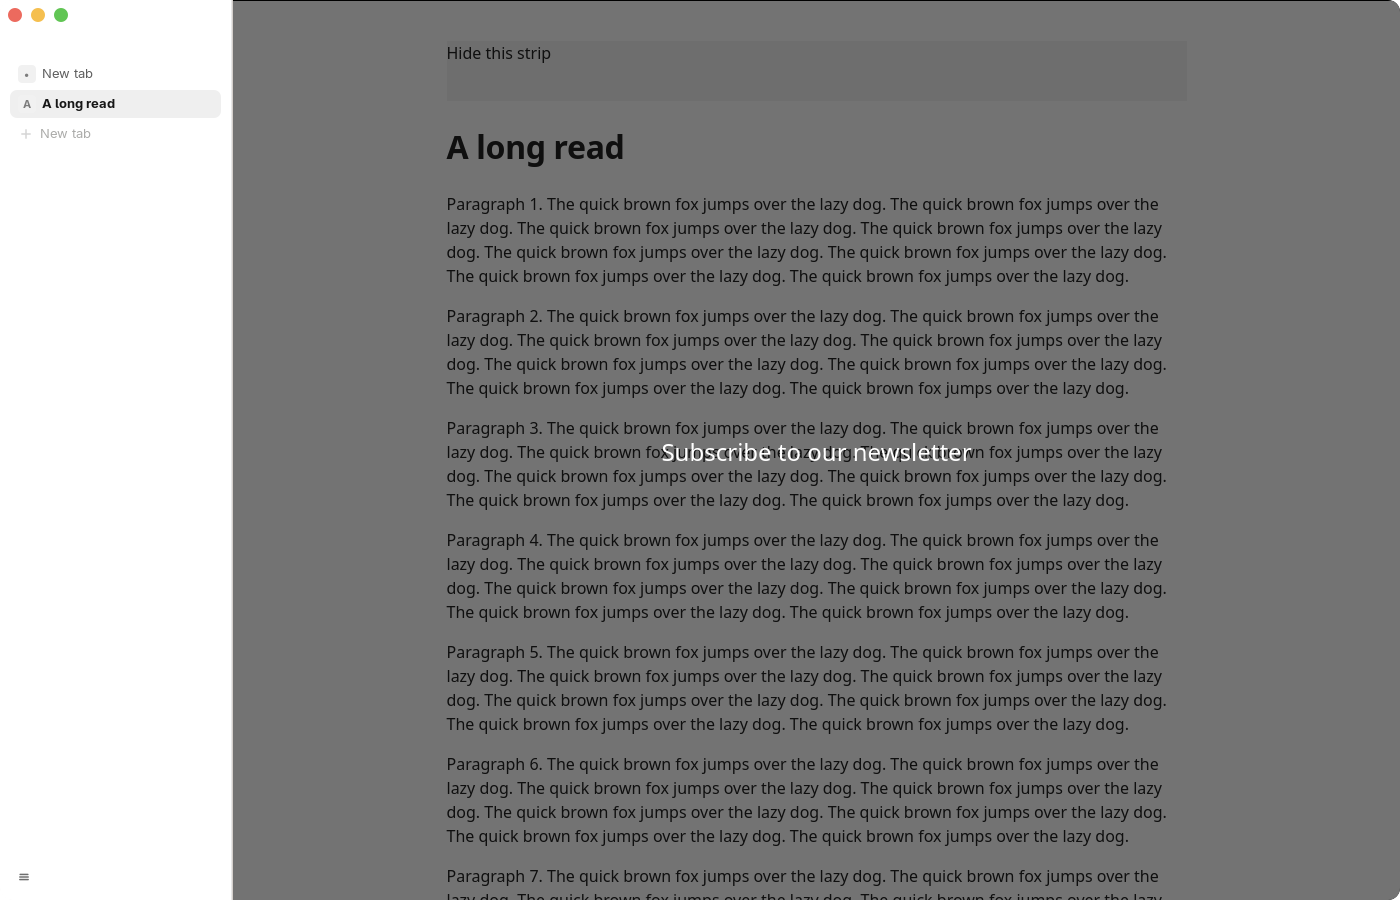 New tab
A A long read
New tab
Hide this strip
A long read
Paragraph 1. The quick brown fox jumps over the lazy dog. The quick brown fox jumps over the
lazy dog. The quick brown fox jumps over the lazy dog. The quick brown fox jumps over the lazy
dog. The quick brown fox jumps over the lazy dog. The quick brown fox jumps over the lazy dog.
The quick brown fox jumps over the lazy dog. The quick brown fox jumps over the lazy dog.
Paragraph 2. The quick brown fox jumps over the lazy dog. The quick brown fox jumps over the
lazy dog. The quick brown fox jumps over the lazy dog. The quick brown fox jumps over the lazy
dog. The quick brown fox jumps over the lazy dog. The quick brown fox jumps over the lazy dog.
The quick brown fox jumps over the lazy dog. The quick brown fox jumps over the lazy dog.
Paragraph 3. The quick brown fox jumps over the lazy dog. The quick brown fox jumps over the
lazy dog. The quick brown fox jumps over the lazy dog. The quick brown fox jumps over the lazy
Subscribe to our newsletter
dog. The quick brown fox jumps over the lazy dog. The quick brown fox jumps over the lazy dog.
The quick brown fox jumps over the lazy dog. The quick brown fox jumps over the lazy dog.
Paragraph 4. The quick brown fox jumps over the lazy dog. The quick brown fox jumps over the
lazy dog. The quick brown fox jumps over the lazy dog. The quick brown fox jumps over the lazy
dog. The quick brown fox jumps over the lazy dog. The quick brown fox jumps over the lazy dog.
The quick brown fox jumps over the lazy dog. The quick brown fox jumps over the lazy dog.
Paragraph 5. The quick brown fox jumps over the lazy dog. The quick brown fox jumps over the
lazy dog. The quick brown fox jumps over the lazy dog. The quick brown fox jumps over the lazy
dog. The quick brown fox jumps over the lazy dog. The quick brown fox jumps over the lazy dog.
The quick brown fox jumps over the lazy dog. The quick brown fox jumps over the lazy dog.
Paragraph 6. The quick brown fox jumps over the lazy dog. The quick brown fox jumps over the
lazy dog. The quick brown fox jumps over the lazy dog. The quick brown fox jumps over the lazy
dog. The quick brown fox jumps over the lazy dog. The quick brown fox jumps over the lazy dog.
The quick brown fox jumps over the lazy dog. The quick brown fox jumps over the lazy dog.
Paragraph 7. The quick brown fox jumps over the lazy dog. The quick brown fox jumps over the